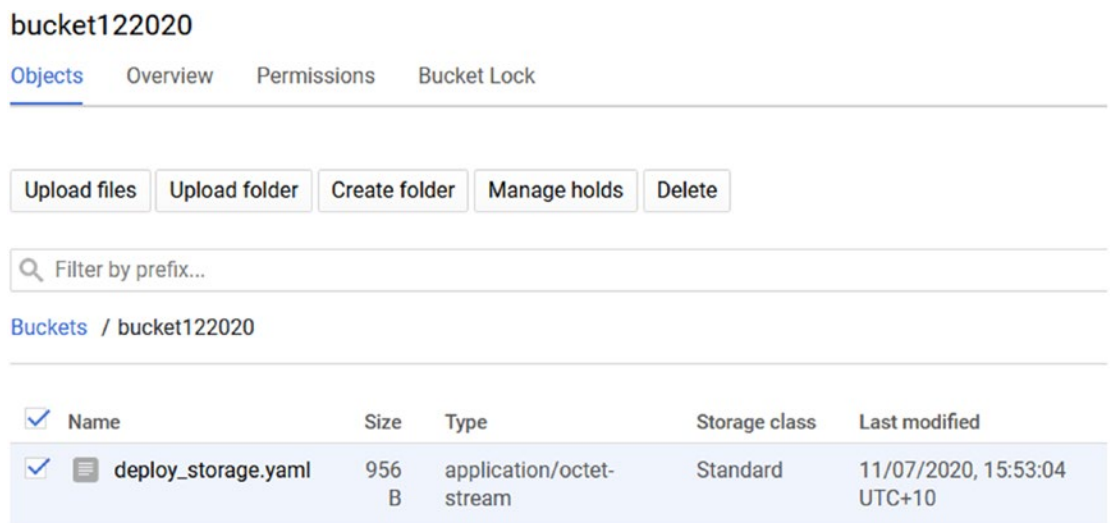 bucket122020
Objects Overview Permissions Bucket Lock
Upload files Upload folder Create folder Manage holds Delete
Filter by prefix...
Buckets / bucket122020
Name Size Type Storage class Last modified
deploy_storage.yaml 956 application/octet- Standard 11/07/2020, 15:53:04
B stream UTC+10